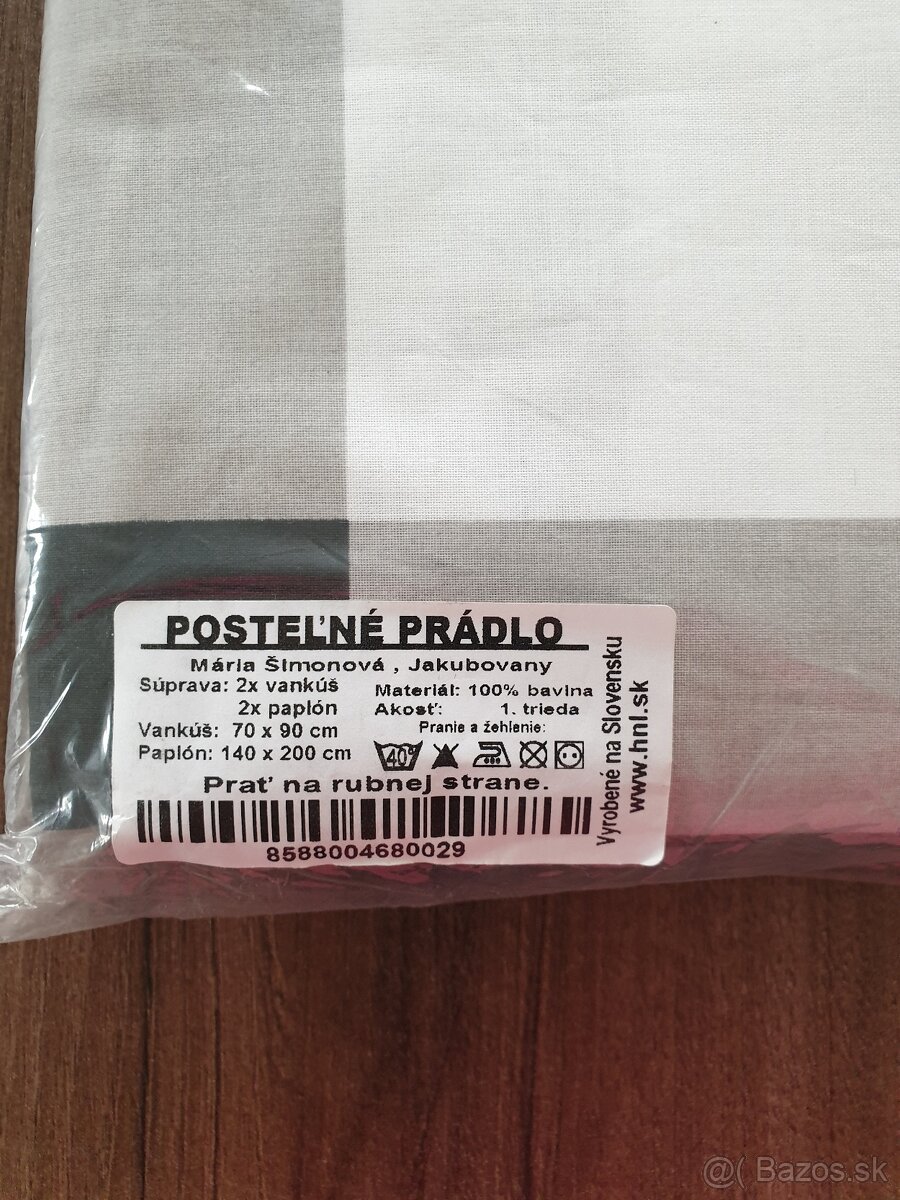 POSTEĽNÉ PRÁDLO
Mária Šimonová , Jakubovany
Súprava: 2x vankúš
2x paplón
Vankúš: 70 x 90 cm
Paplón: 140 x 200 cm
Materiál: 100% bavlna
Akosť: 1. trieda
Pranie a žehlenie:
40°
Prať na rubnej strane.
8588004680029
Vyrobené na Slovensku
www.hnl.sk
@( Bazos.sk